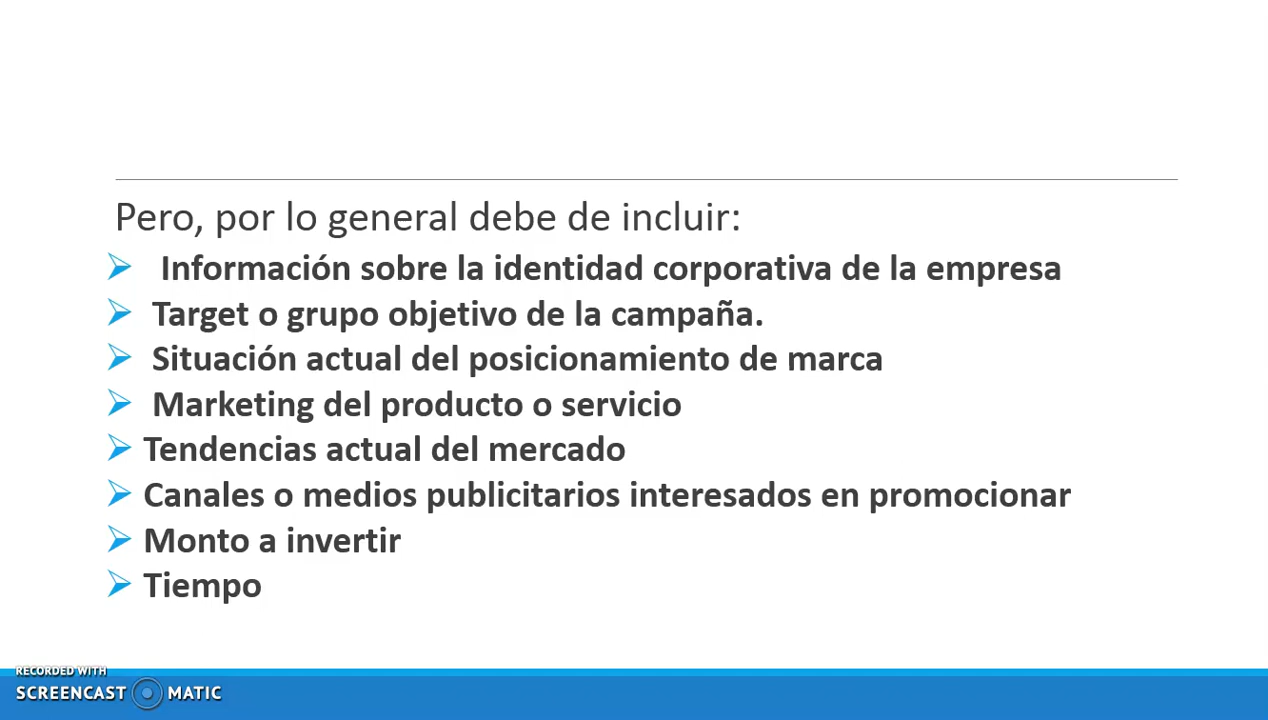 Pero, por lo general debe de incluir:
➢ Información sobre la identidad corporativa de la empresa
➢ Target o grupo objetivo de la campaña.
➢ Situación actual del posicionamiento de marca
➢ Marketing del producto o servicio
➢ Tendencias actual del mercado
➢ Canales o medios publicitarios interesados en promocionar
➢ Monto a invertir
➢ Tiempo
RECORDED WITH
SCREENCAST MATIC